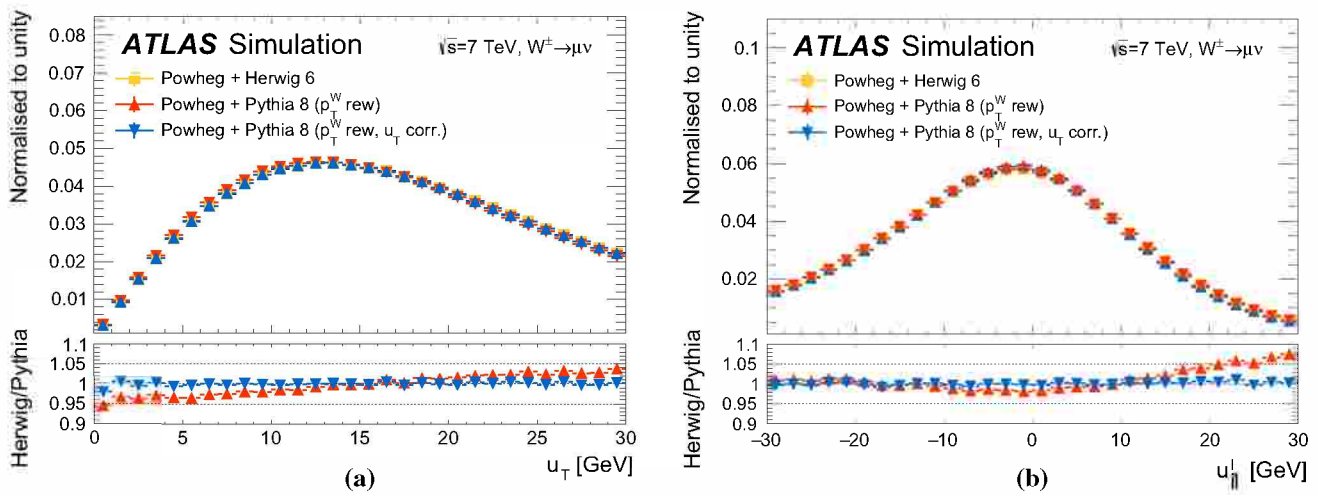 Normalised to unity
0.08
0.07
0.06
0.05
0.04
0.03
0.02
0.01
ATLAS Simulation
√s=7 TeV, W±→μν
Powheg + Herwig 6
Powheg + Pythia 8 (pTW rew)
Powheg + Pythia 8 (pTW rew, uT corr.)
Herwig/Pythia
1.1
1.05
1
0.95
0.9
0 5 10 15 20 25 30
uT [GeV]
(a)
Normalised to unity
0.1
0.08
0.06
0.04
0.02
ATLAS Simulation
√s=7 TeV, W±→μν
Powheg + Herwig 6
Powheg + Pythia 8 (pTW rew)
Powheg + Pythia 8 (pTW rew, uT corr.)
Herwig/Pythia
1.1
1.05
1
0.95
0.9
−30 −20 −10 0 10 20 30
u∥l [GeV]
(b)